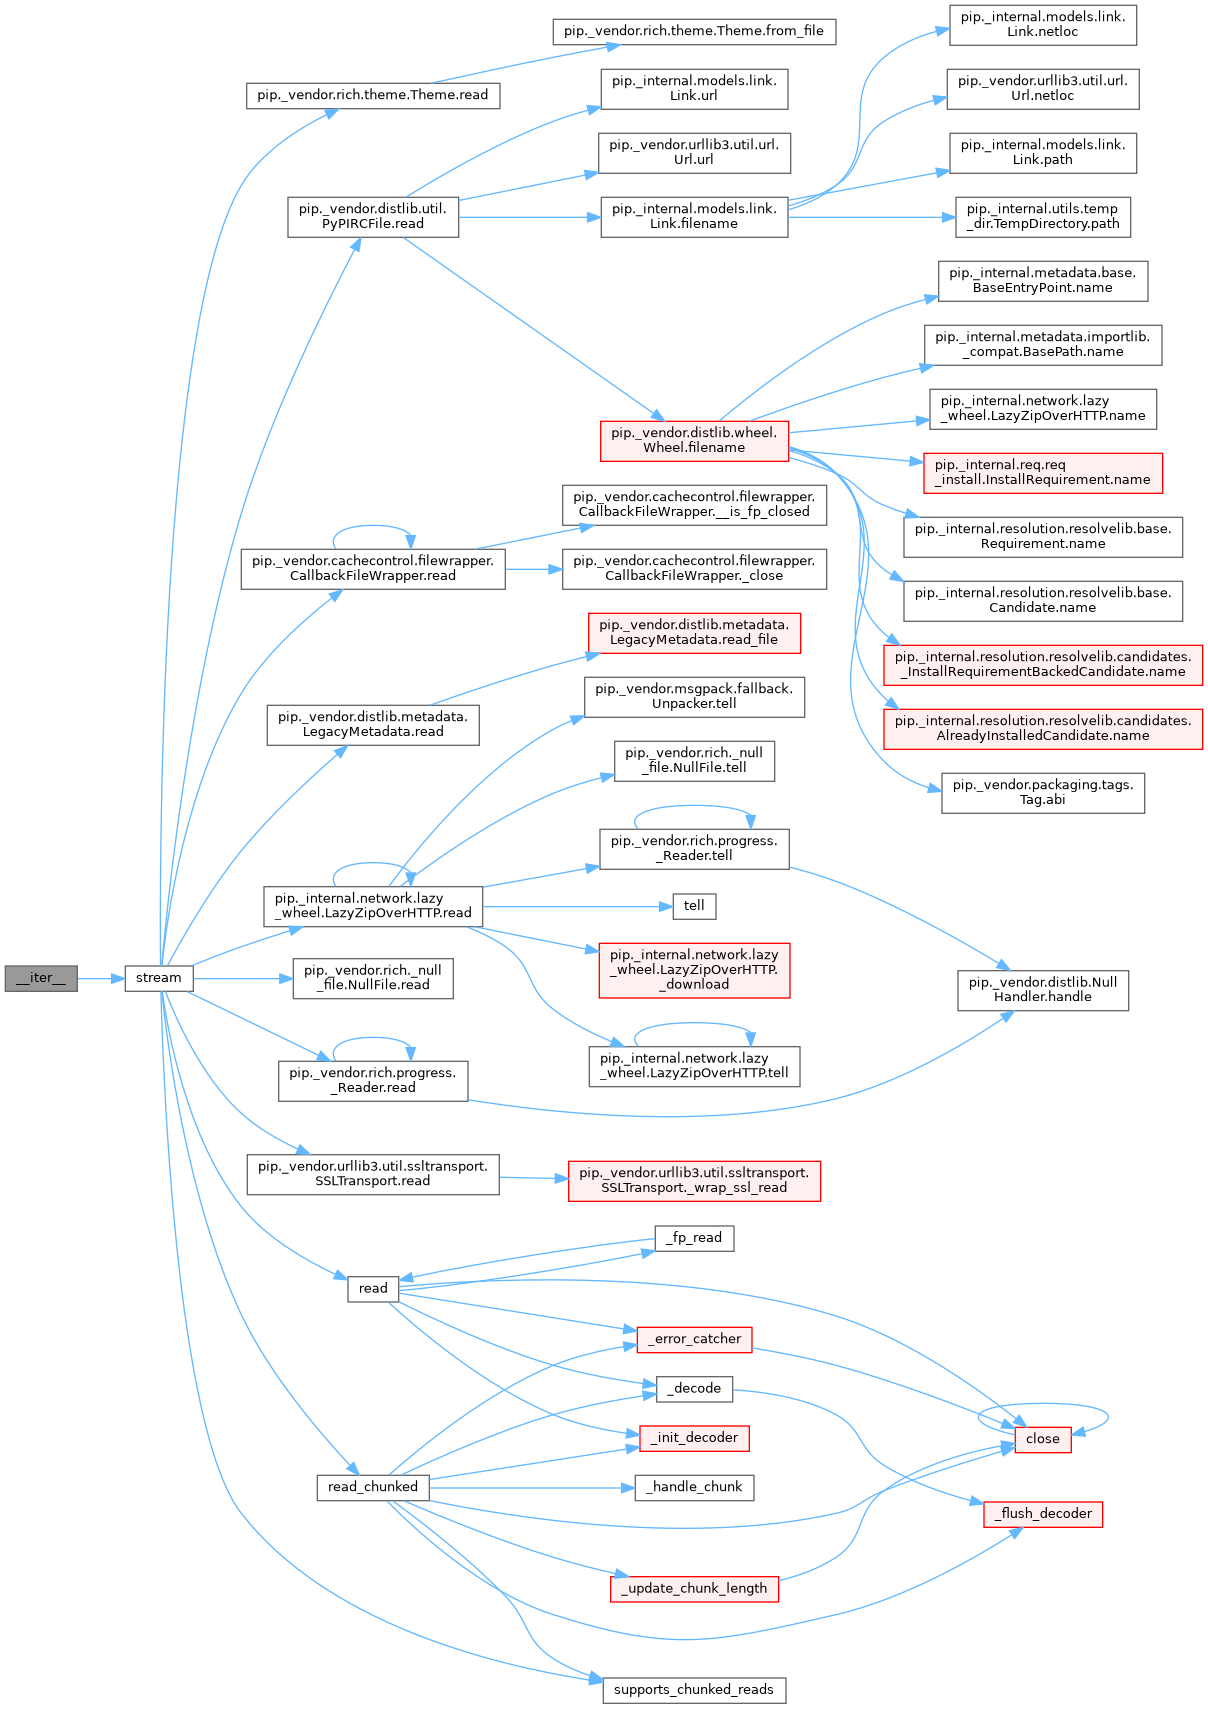 pip._vendor.rich.theme.Theme.from_file
pip._internal.models.link.
Link.netloc
pip._vendor.rich.theme.Theme.read
pip._internal.models.link.
Link.url
pip._vendor.urllib3.util.url.
Url.netloc
pip._vendor.urllib3.util.url.
Url.url
pip._internal.models.link.
Link.path
pip._vendor.distlib.util.
PyPIRCFile.read
pip._internal.models.link.
Link.filename
pip._internal.utils.temp
_dir.TempDirectory.path
pip._internal.metadata.base.
BaseEntryPoint.name
pip._internal.metadata.importlib.
_compat.BasePath.name
pip._internal.network.lazy
_wheel.LazyZipOverHTTP.name
pip._vendor.distlib.wheel.
Wheel.filename
pip._internal.req.req
_install.InstallRequirement.name
pip._vendor.cachecontrol.filewrapper.
CallbackFileWrapper.__is_fp_closed
pip._internal.resolution.resolvelib.base.
Requirement.name
pip._vendor.cachecontrol.filewrapper.
CallbackFileWrapper.read
pip._vendor.cachecontrol.filewrapper.
CallbackFileWrapper._close
pip._internal.resolution.resolvelib.base.
Candidate.name
pip._vendor.distlib.metadata.
LegacyMetadata.read_file
pip._internal.resolution.resolvelib.candidates.
_InstallRequirementBackedCandidate.name
pip._vendor.distlib.metadata.
LegacyMetadata.read
pip._vendor.msgpack.fallback.
Unpacker.tell
pip._internal.resolution.resolvelib.candidates.
AlreadyInstalledCandidate.name
pip._vendor.rich._null
_file.NullFile.tell
pip._vendor.packaging.tags.
Tag.abi
pip._vendor.rich.progress.
_Reader.tell
pip._internal.network.lazy
_wheel.LazyZipOverHTTP.read
tell
__iter__
stream
pip._vendor.rich._null
_file.NullFile.read
pip._internal.network.lazy
_wheel.LazyZipOverHTTP.
_download
pip._vendor.distlib.Null
Handler.handle
pip._vendor.rich.progress.
_Reader.read
pip._internal.network.lazy
_wheel.LazyZipOverHTTP.tell
pip._vendor.urllib3.util.ssltransport.
SSLTransport.read
pip._vendor.urllib3.util.ssltransport.
SSLTransport._wrap_ssl_read
_fp_read
read
_error_catcher
_decode
_init_decoder
close
read_chunked
_handle_chunk
_flush_decoder
_update_chunk_length
supports_chunked_reads